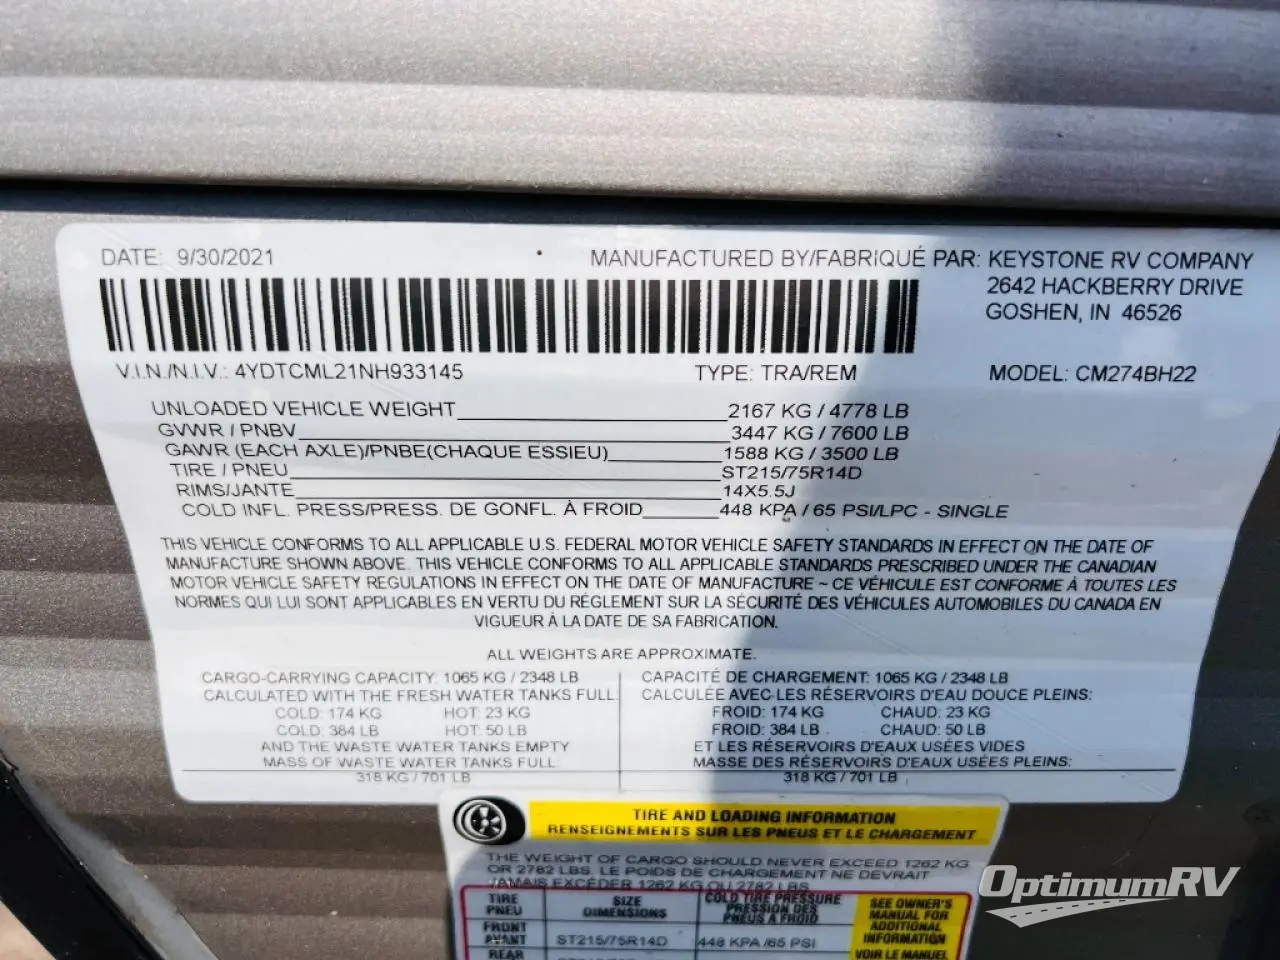 DATE: 9/30/2021
MANUFACTURED BY/FABRIQUÉ PAR: KEYSTONE RV COMPANY
2642 HACKBERRY DRIVE
GOSHEN, IN 46526
V.I.N./N.I.V.: 4YDTCML21NH933145 TYPE: TRA/REM MODEL: CM274BH22
UNLOADED VEHICLE WEIGHT 2167 KG / 4778 LB
GVWR / PNBV 3447 KG / 7600 LB
GAWR (EACH AXLE)/PNBE(CHAQUE ESSIEU) 1588 KG / 3500 LB
TIRE / PNEU ST215/75R14D
RIMS/JANTE 14X5.5J
COLD INFL. PRESS/PRESS. DE GONFL. À FROID 448 KPA / 65 PSI/LPC - SINGLE
THIS VEHICLE CONFORMS TO ALL APPLICABLE U.S. FEDERAL MOTOR VEHICLE SAFETY STANDARDS IN EFFECT ON THE DATE OF
MANUFACTURE SHOWN ABOVE. THIS VEHICLE CONFORMS TO ALL APPLICABLE STANDARDS PRESCRIBED UNDER THE CANADIAN
MOTOR VEHICLE SAFETY REGULATIONS IN EFFECT ON THE DATE OF MANUFACTURE ~ CE VÉHICULE EST CONFORME À TOUTES LES
NORMES QUI LUI SONT APPLICABLES EN VERTU DU RÉGLEMENT SUR LA SÉCURITÉ DES VÉHICULES AUTOMOBILES DU CANADA EN
VIGUEUR À LA DATE DE SA FABRICATION.
ALL WEIGHTS ARE APPROXIMATE.
CARGO-CARRYING CAPACITY: 1065 KG / 2348 LB
CALCULATED WITH THE FRESH WATER TANKS FULL:
COLD: 174 KG HOT: 23 KG
COLD: 384 LB HOT: 50 LB
AND THE WASTE WATER TANKS EMPTY
MASS OF WASTE WATER TANKS FULL:
318 KG / 701 LB
CAPACITÉ DE CHARGEMENT: 1065 KG / 2348 LB
CALCULÉE AVEC LES RÉSERVOIRS D'EAU DOUCE PLEINS:
FROID: 174 KG CHAUD: 23 KG
FROID: 384 LB CHAUD: 50 LB
ET LES RÉSERVOIRS D'EAUX USÉES VIDES
MASSE DES RÉSERVOIRS D'EAUX USÉES PLEINS:
318 KG / 701 LB
TIRE AND LOADING INFORMATION
RENSEIGNEMENTS SUR LES PNEUS ET LE CHARGEMENT
THE WEIGHT OF CARGO SHOULD NEVER EXCEED 1262 KG
OR 2782 LBS. LE POIDS DE CHARGEMENT NE DEVRAIT
JAMAIS EXCÉDER 1262 KG OU 2782 LBS
TIRE
PNEU
SIZE
DIMENSIONS
COLD TIRE PRESSURE
PRESSION DES
PNEUS A FROID
SEE OWNER'S
MANUAL FOR
ADDITIONAL
INFORMATION
VOIR LE MANUEL
FRONT
AVANT
ST215/75R14D
448 KPA /65 PSI
REAR
OptimumRV